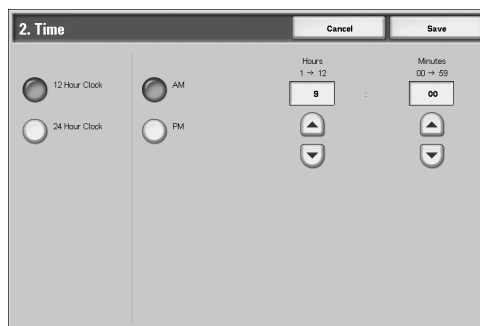 2. Time
Cancel
Save
12 Hour Clock
AM
Hours
1 → 12
9
:
Minutes
00 → 59
00
24 Hour Clock
PM